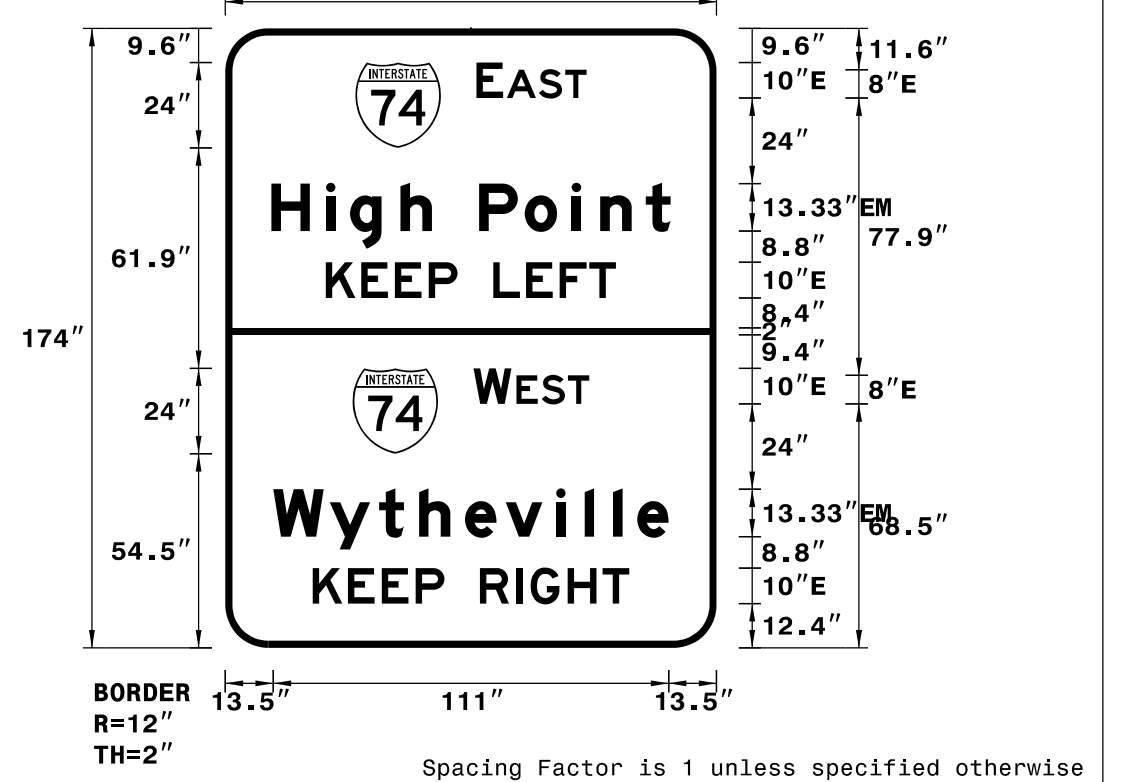 9.6″ 9.6″ 11.6″
INTERSTATE EAST 10″E 8″E
24″ 74
24″
High Point 13.33″EM
77.9″
61.9″ 8.8″
KEEP LEFT 10″E
8.4″
174″ 2″
9.4″
INTERSTATE WEST 10″E 8″E
24″ 74
24″
Wytheville 13.33″EM
68.5″
54.5″ 8.8″
KEEP RIGHT 10″E
12.4″
BORDER 13.5″ 111″ 13.5″
R=12″
TH=2″
Spacing Factor is 1 unless specified otherwise